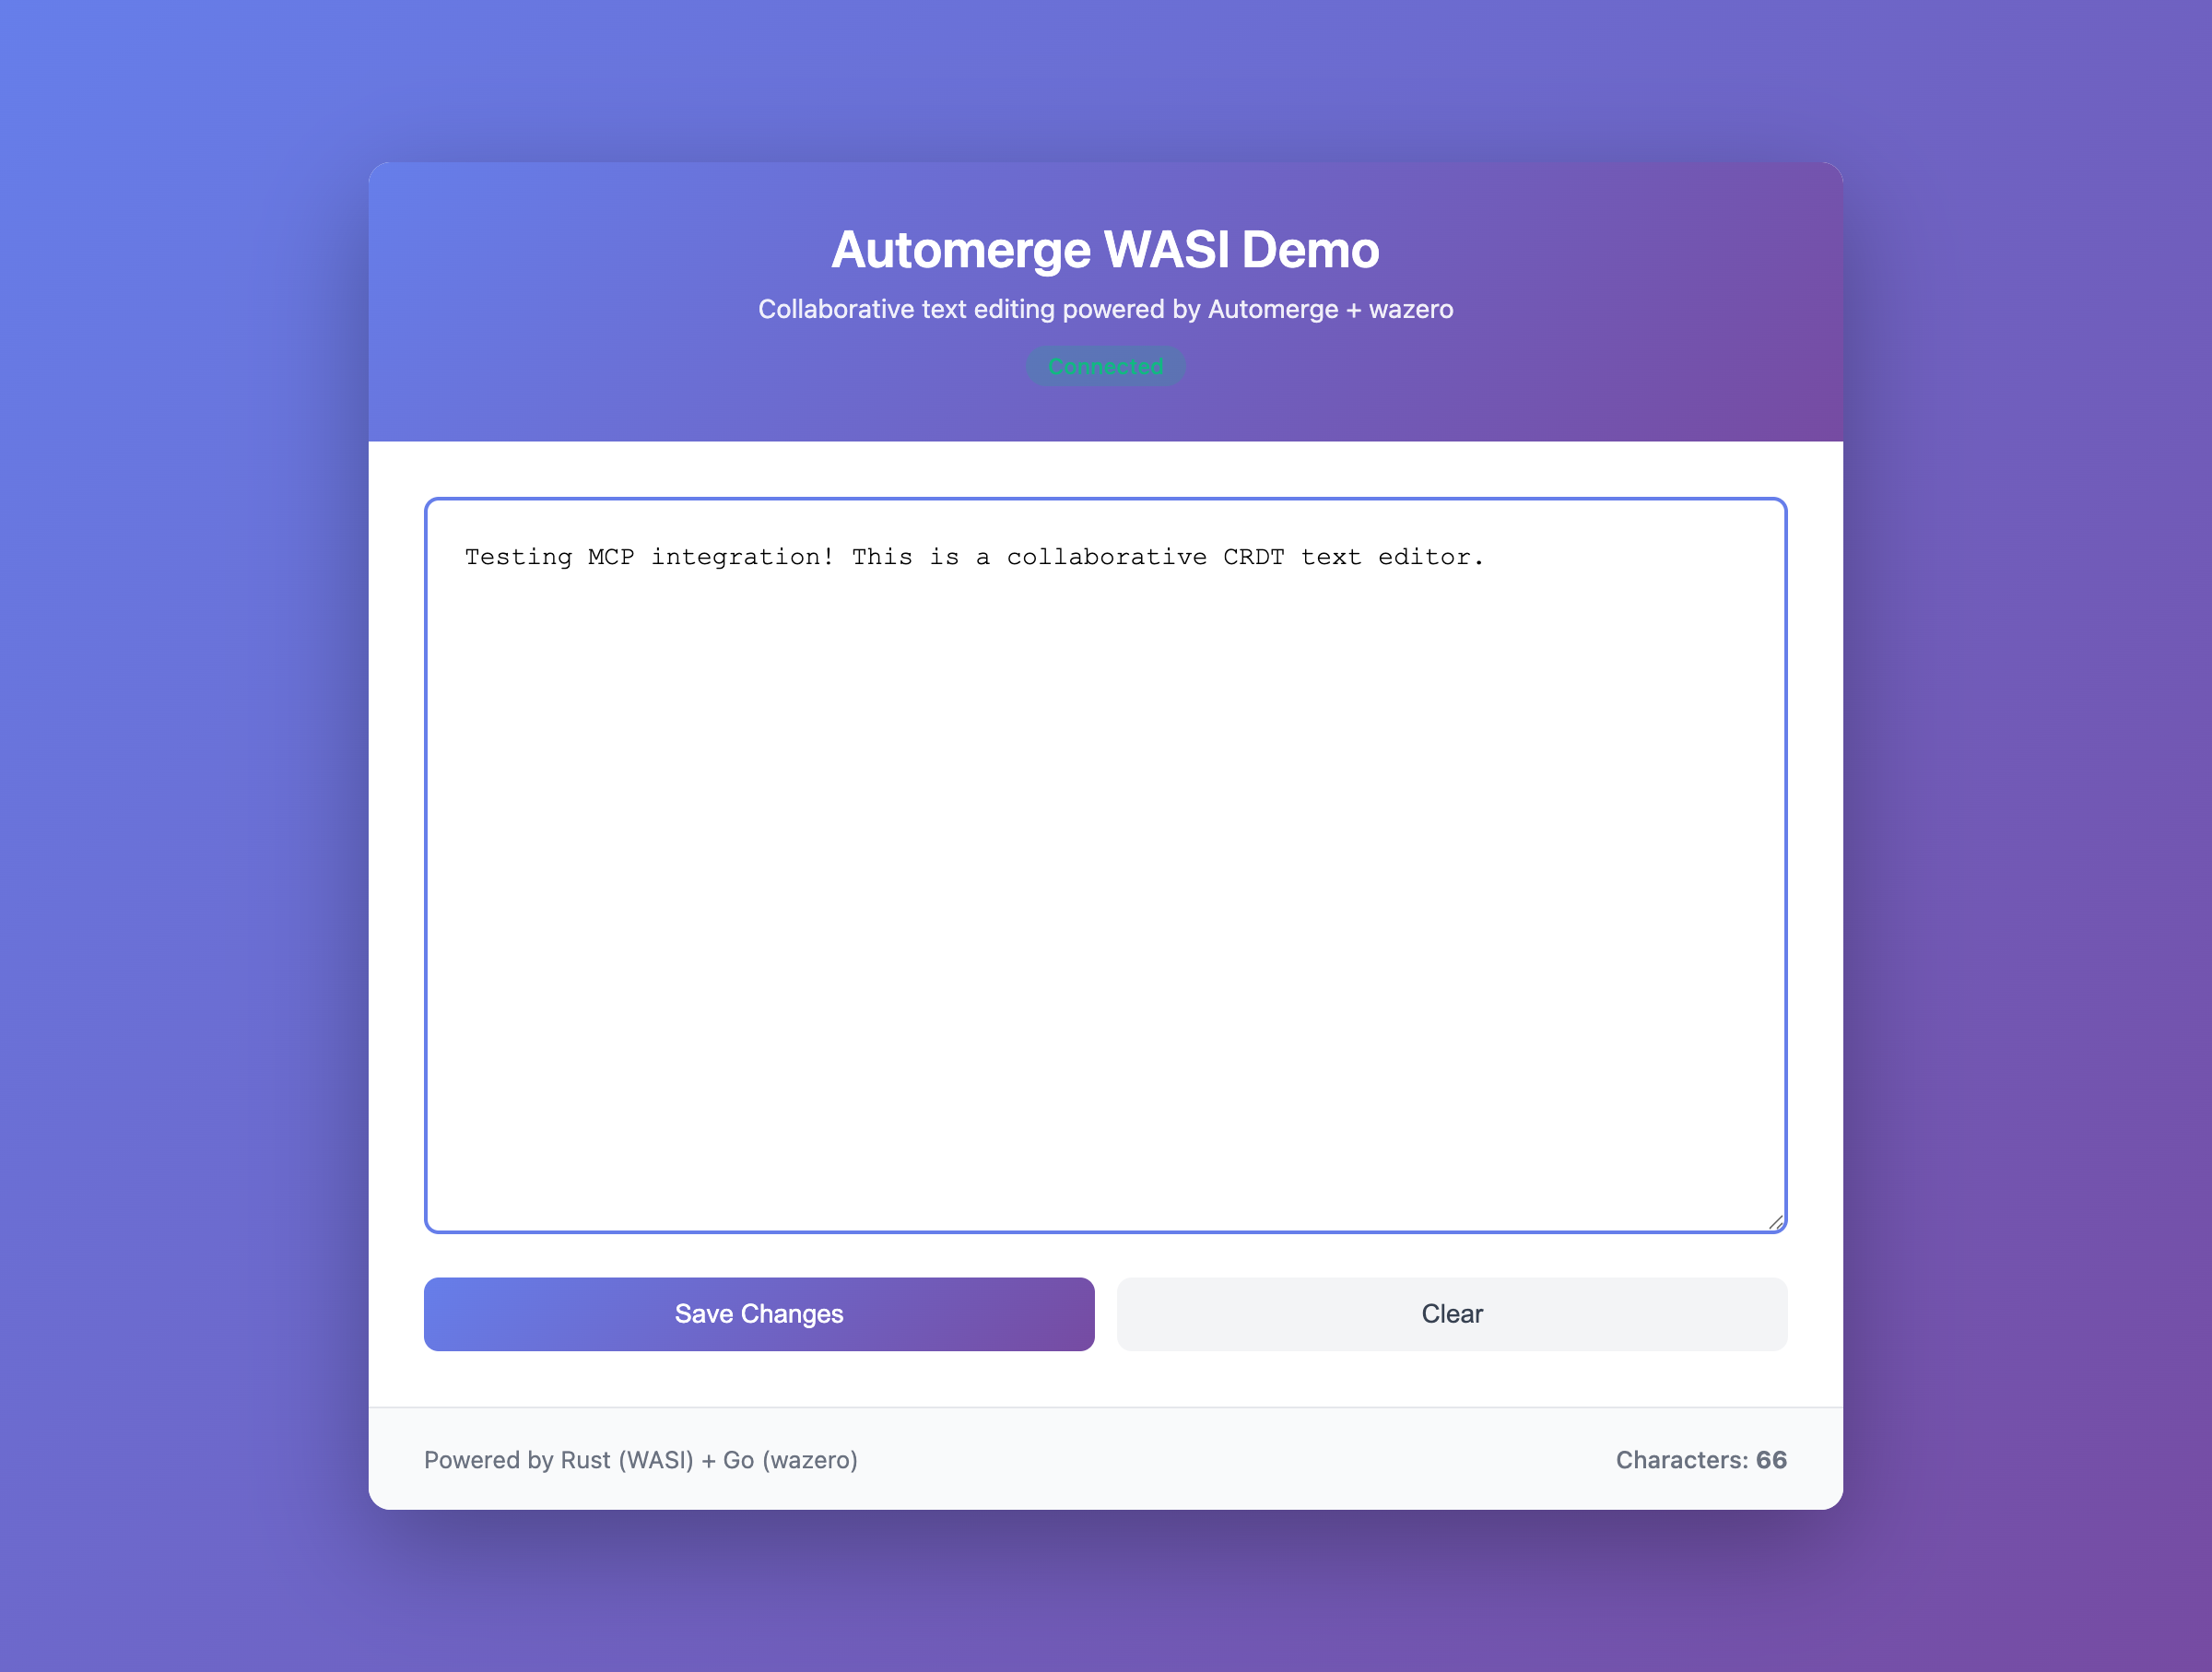 Automerge WASI Demo
Collaborative text editing powered by Automerge + wazero
Connected
Testing MCP integration! This is a collaborative CRDT text editor.
Save Changes
Clear
Powered by Rust (WASI) + Go (wazero)
Characters: 66